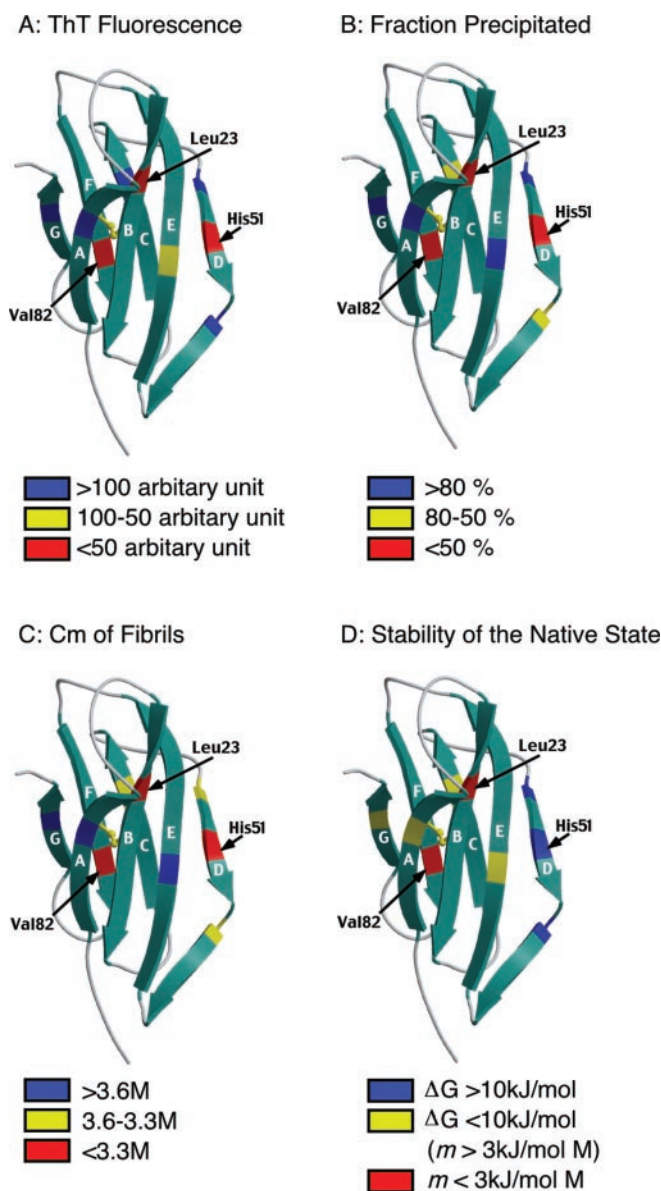 A: ThT Fluorescence
B: Fraction Precipitated
Leu23
F
His51
G
A
B
C
E
D
Val82
Leu23
F
His51
G
A
B
C
E
D
Val82
>100 arbitary unit
100-50 arbitary unit
<50 arbitary unit
>80 %
80-50 %
<50 %
C: Cm of Fibrils
D: Stability of the Native State
Leu23
F
His51
G
A
B
C
E
D
Val82
Leu23
F
His51
G
A
B
C
E
D
Val82
>3.6M
3.6-3.3M
<3.3M
ΔG >10kJ/mol
ΔG <10kJ/mol
(m > 3kJ/mol M)
m < 3kJ/mol M